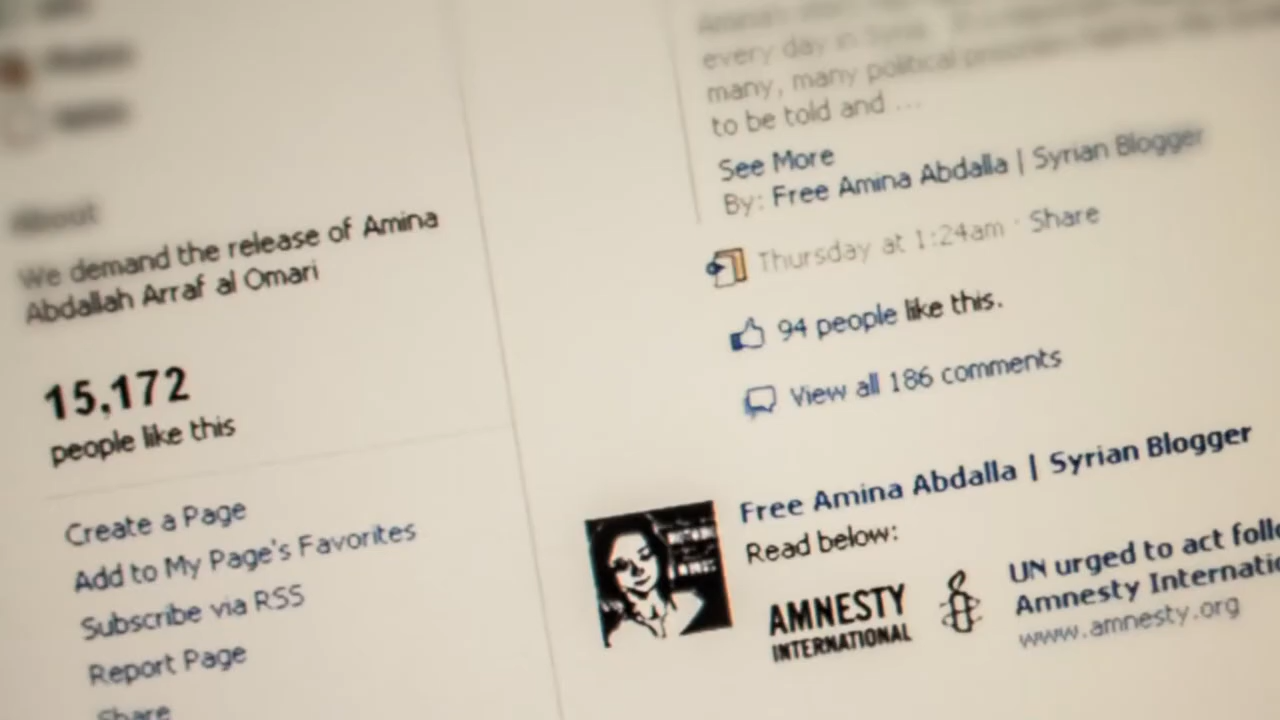 About
We demand the release of Amina
Abdallah Arraf al Omari
15,172
people like this
Create a Page
Add to My Page's Favorites
Subscribe via RSS
Report Page
Share
every day in Syria
many, many political
to be told and ...
See More
By: Free Amina Abdalla | Syrian Blogger
Thursday at 1:24am · Share
94 people like this.
View all 186 comments
Free Amina Abdalla | Syrian Blogger
Read below:
AMNESTY
INTERNATIONAL
UN urged to act follo
Amnesty Internatio
www.amnesty.org